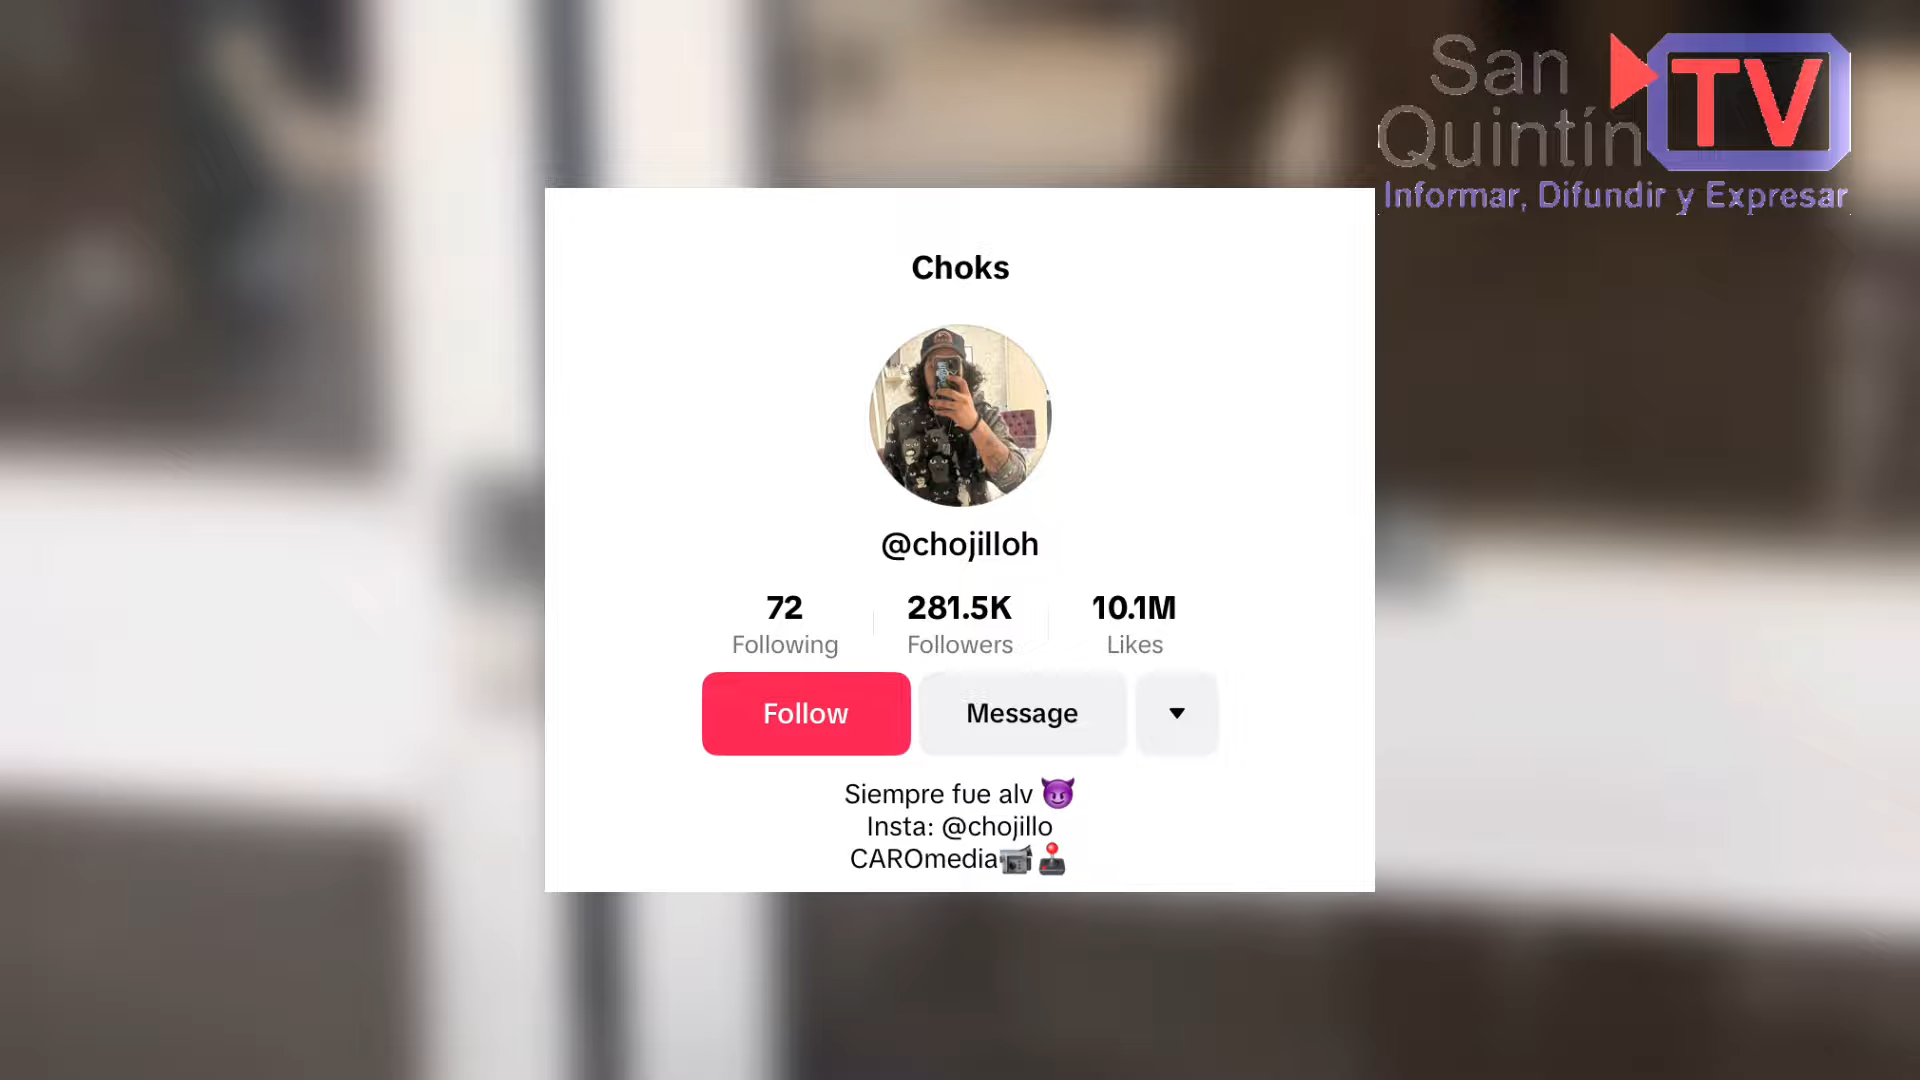 San
Quintín
TV
Informar, Difundir y Expresar
Choks
@chojilloh
72
Following
281.5K
Followers
10.1M
Likes
Follow
Message
Siempre fue alv 😈
Insta: @chojillo
CAROmedia📹🕹️